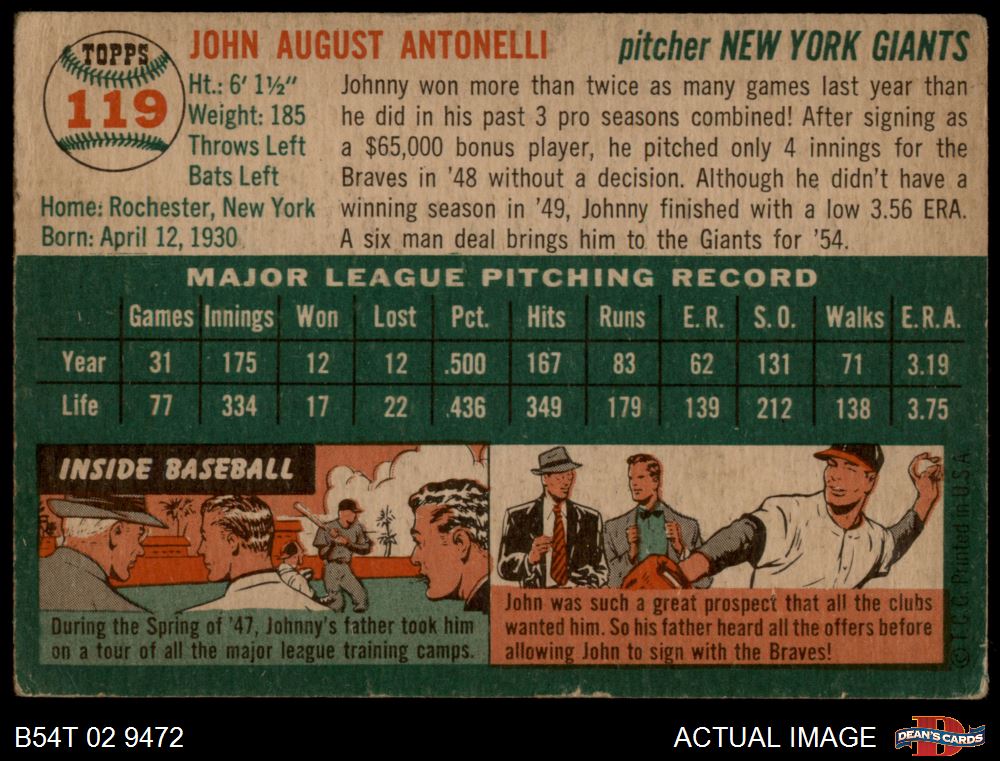 TOPPS
119
JOHN AUGUST ANTONELLI
pitcher NEW YORK GIANTS
Ht.: 6' 1½"
Weight: 185
Throws Left
Bats Left
Home: Rochester, New York
Born: April 12, 1930
Johnny won more than twice as many games last year than
he did in his past 3 pro seasons combined! After signing as
a $65,000 bonus player, he pitched only 4 innings for the
Braves in '48 without a decision. Although he didn't have a
winning season in '49, Johnny finished with a low 3.56 ERA.
A six man deal brings him to the Giants for '54.
MAJOR LEAGUE PITCHING RECORD
Games Innings Won Lost Pct. Hits Runs E. R. S. O. Walks E.R.A.
Year 31 175 12 12 .500 167 83 62 131 71 3.19
Life 77 334 17 22 .436 349 179 139 212 138 3.75
INSIDE BASEBALL
During the Spring of '47, Johnny's father took him
on a tour of all the major league training camps.
John was such a great prospect that all the clubs
wanted him. So his father heard all the offers before
allowing John to sign with the Braves!
© T. C. G. Printed in U.S.A.
B54T 02 9472
ACTUAL IMAGE
DEAN'S CARDS